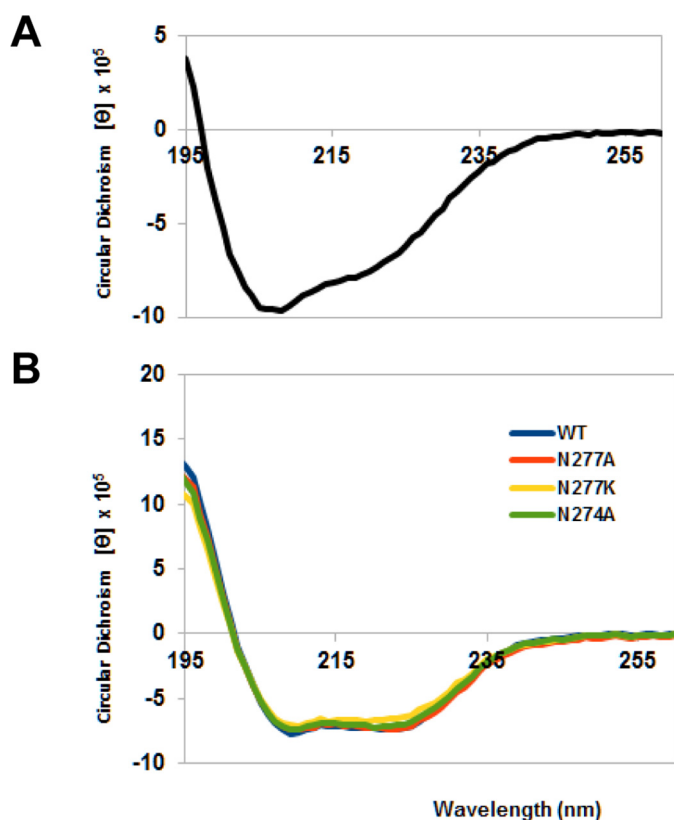 A
Circular Dichroism [Θ] x 10⁵
5
0
-5
-10
195 215 235 255
B
Circular Dichroism [Θ] x 10⁵
20
15
10
5
0
-5
-10
WT
N277A
N277K
N274A
195 215 235 255
Wavelength (nm)